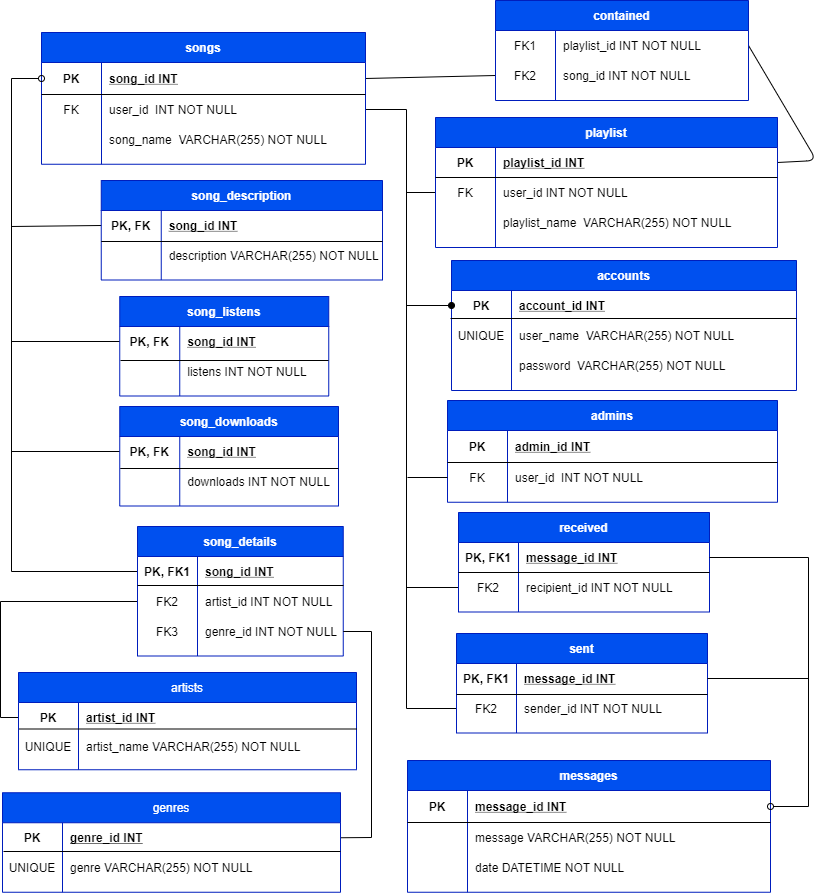 contained
FK1 playlist_id INT NOT NULL
FK2 song_id INT NOT NULL
songs
PK song_id INT
FK user_id  INT NOT NULL
song_name  VARCHAR(255) NOT NULL
playlist
PK playlist_id INT
FK user_id INT NOT NULL
playlist_name  VARCHAR(255) NOT NULL
song_description
PK, FK song_id INT
description VARCHAR(255) NOT NULL
accounts
PK account_id INT
UNIQUE user_name  VARCHAR(255) NOT NULL
password  VARCHAR(255) NOT NULL
song_listens
PK, FK song_id INT
listens INT NOT NULL
song_downloads
PK, FK song_id INT
downloads INT NOT NULL
admins
PK admin_id INT
FK user_id  INT NOT NULL
song_details
PK, FK1 song_id INT
FK2 artist_id INT NOT NULL
FK3 genre_id INT NOT NULL
received
PK, FK1 message_id INT
FK2 recipient_id INT NOT NULL
sent
PK, FK1 message_id INT
FK2 sender_id INT NOT NULL
artists
PK artist_id INT
UNIQUE artist_name VARCHAR(255) NOT NULL
messages
PK message_id INT
message VARCHAR(255) NOT NULL
date DATETIME NOT NULL
genres
PK genre_id INT
UNIQUE genre VARCHAR(255) NOT NULL